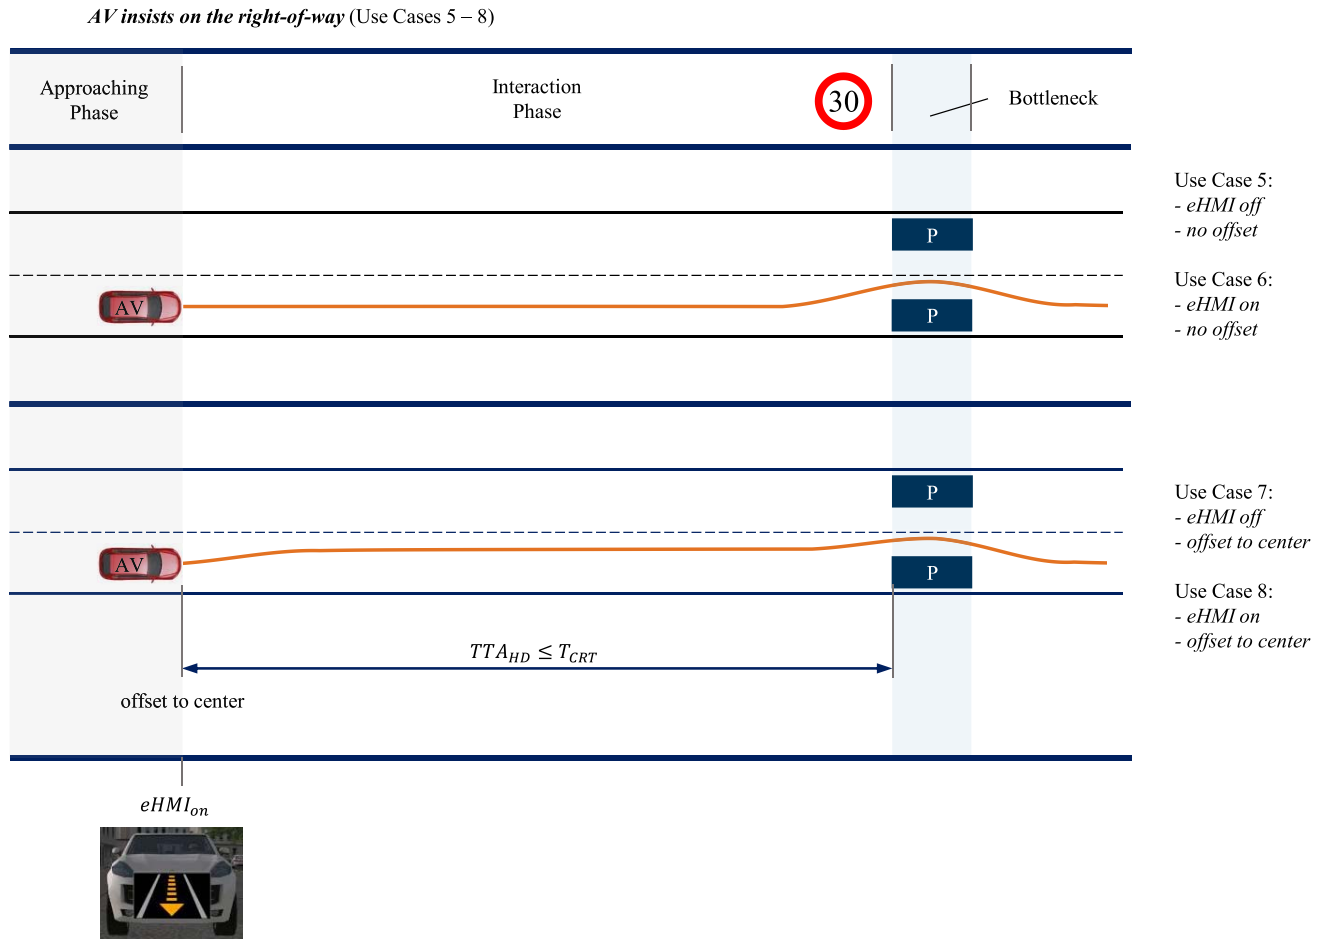 AV insists on the right-of-way (Use Cases 5 – 8)
Approaching
Phase
Interaction
Phase
30
Bottleneck
Use Case 5:
- eHMI off
- no offset
P
Use Case 6:
- eHMI on
- no offset
AV
P
P
Use Case 7:
- eHMI off
- offset to center
AV
P
Use Case 8:
- eHMI on
- offset to center
TTA_HD ≤ T_CRT
offset to center
eHMI_on